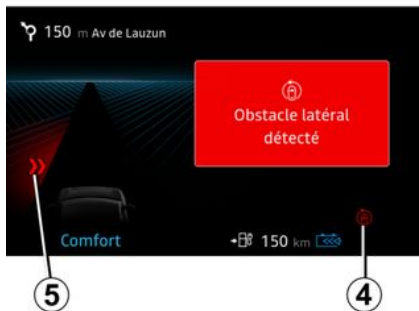 150 m Av de Lauzun
Obstacle latéral
détecté
Comfort
150 km
5
4